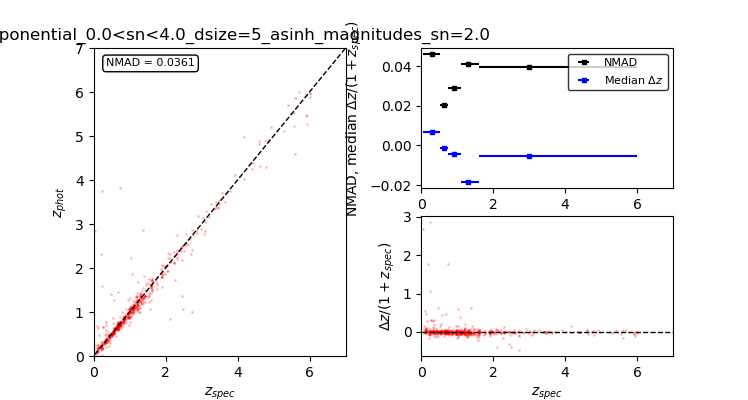 ponential_0.0<sn<4.0_dsize=5_asinh_magnitudes_sn=2.0
NMAD = 0.0361
z_phot
7
6
5
4
3
2
1
0
0 2 4 6
z_spec
NMAD, median Δz/(1 + z_spec)
NMAD
Median Δz
0.04
0.02
0.00
−0.02
0 2 4 6
Δz/(1 + z_spec)
3
2
1
0
0 2 4 6
z_spec